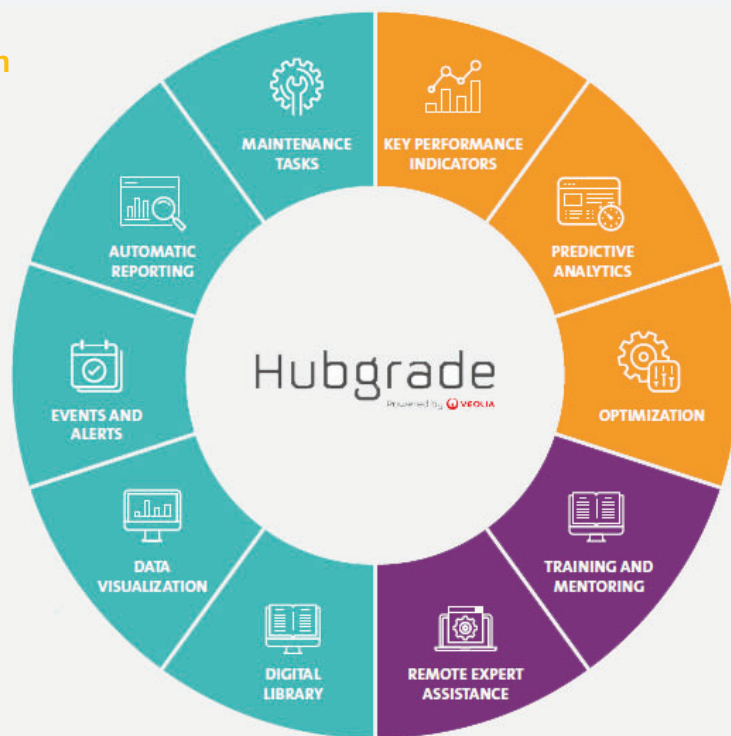 n
MAINTENANCE
TASKS
KEY PERFORMANCE
INDICATORS
PREDICTIVE
ANALYTICS
OPTIMIZATION
TRAINING AND
MENTORING
REMOTE EXPERT
ASSISTANCE
DIGITAL
LIBRARY
DATA
VISUALIZATION
EVENTS AND
ALERTS
AUTOMATIC
REPORTING
Hubgrade
Powered by VEOLIA